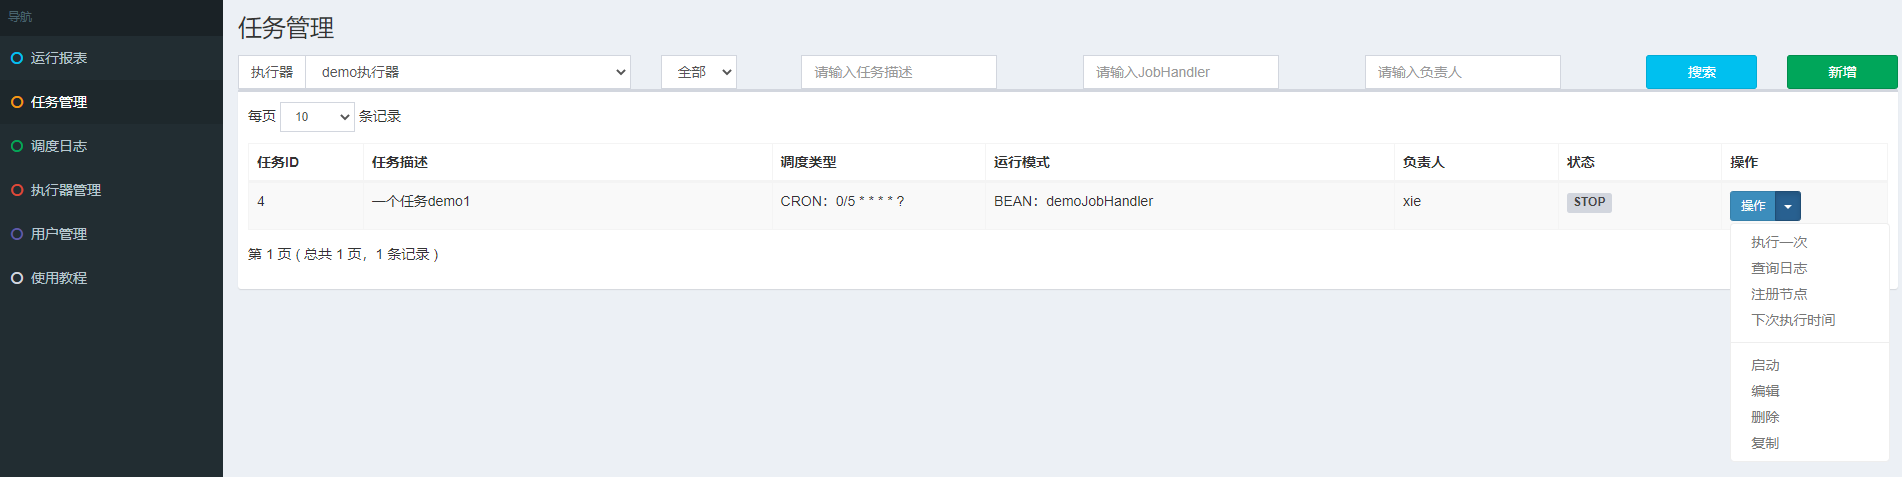 导航
运行报表
任务管理
调度日志
执行器管理
用户管理
使用教程
任务管理
执行器 demo执行器 全部 请输入任务描述 请输入JobHandler 请输入负责人 搜索 新增
每页 10 条记录
任务ID 任务描述 调度类型 运行模式 负责人 状态 操作
4 一个任务demo1 CRON：0/5 * * * * ? BEAN：demoJobHandler xie STOP 操作
第 1 页 ( 总共 1 页，1 条记录 )
执行一次
查询日志
注册节点
下次执行时间
启动
编辑
删除
复制